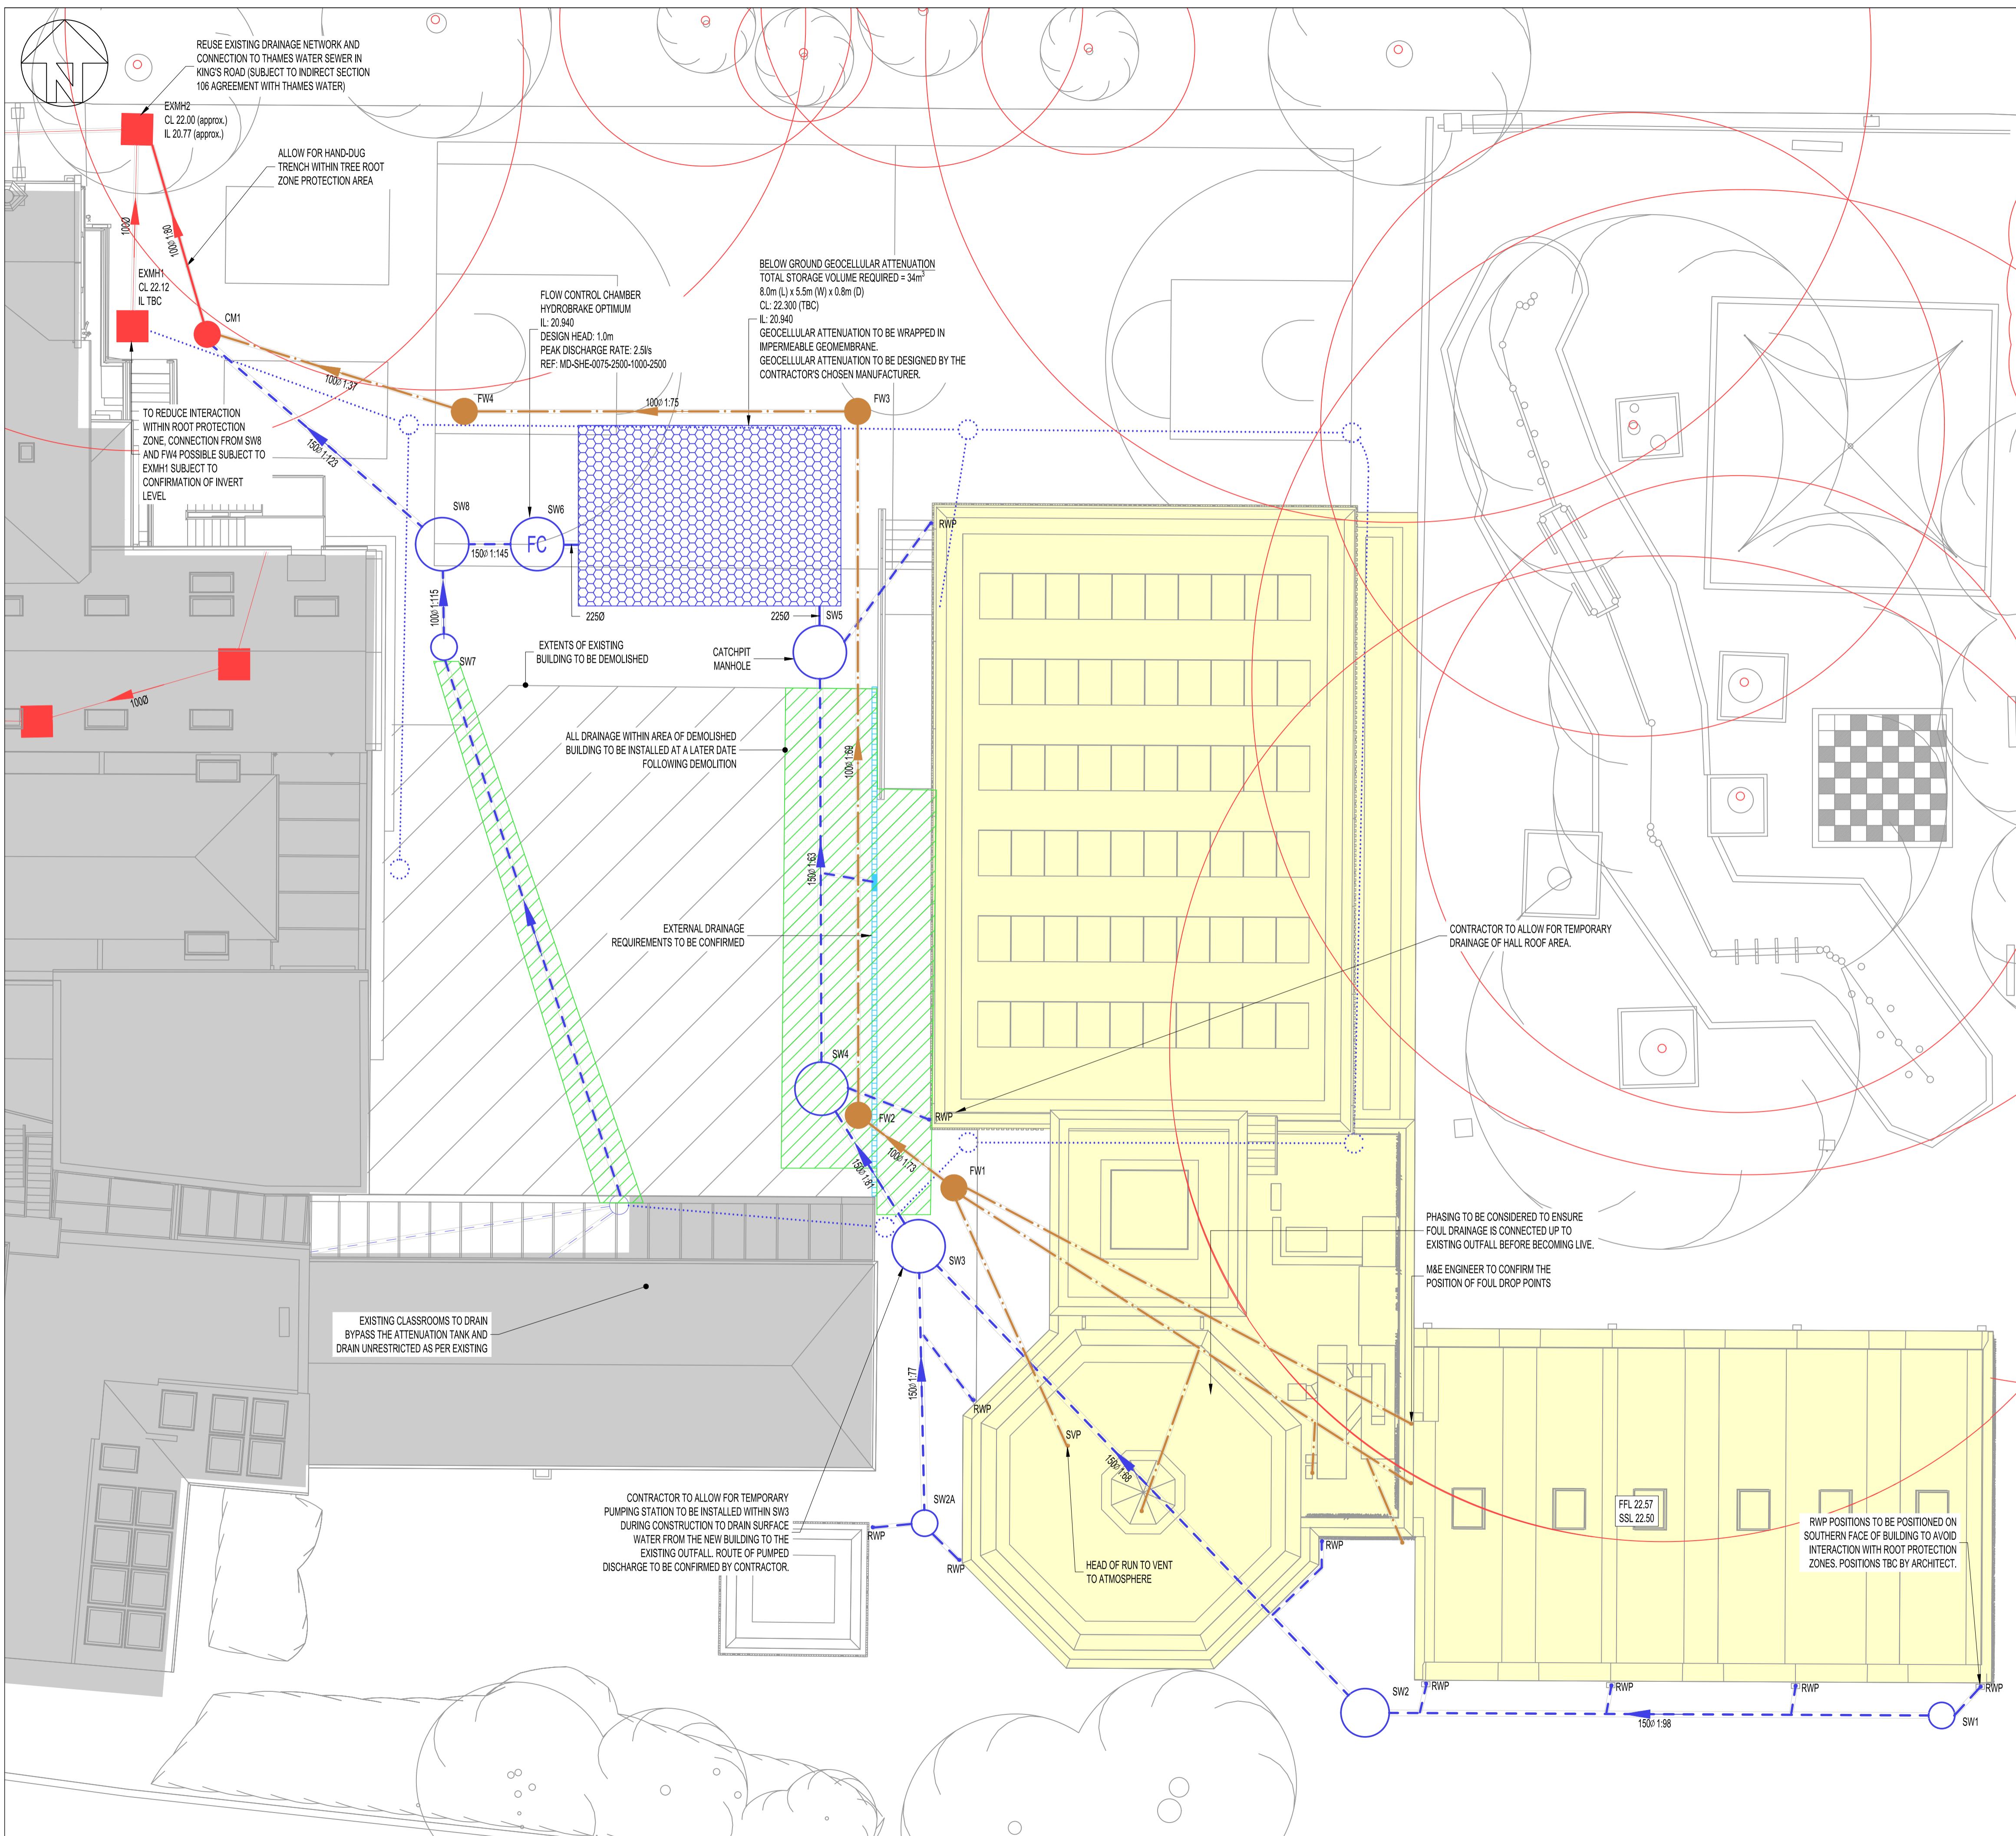 N
REUSE EXISTING DRAINAGE NETWORK AND
CONNECTION TO THAMES WATER SEWER IN
KING'S ROAD (SUBJECT TO INDIRECT SECTION
106 AGREEMENT WITH THAMES WATER)
EXMH2
CL 22.00 (approx.)
IL 20.77 (approx.)
ALLOW FOR HAND-DUG
TRENCH WITHIN TREE ROOT
ZONE PROTECTION AREA
100Ø
100Ø 1:80
EXMH1
CL 22.12
IL TBC
CM1
TO REDUCE INTERACTION
WITHIN ROOT PROTECTION
ZONE, CONNECTION FROM SW8
AND FW4 POSSIBLE SUBJECT TO
EXMH1 SUBJECT TO
CONFIRMATION OF INVERT
LEVEL
FLOW CONTROL CHAMBER
HYDROBRAKE OPTIMUM
IL: 20.940
DESIGN HEAD: 1.0m
PEAK DISCHARGE RATE: 2.5l/s
REF: MD-SHE-0075-2500-1000-2500
BELOW GROUND GEOCELLULAR ATTENUATION
TOTAL STORAGE VOLUME REQUIRED = 34m³
8.0m (L) x 5.5m (W) x 0.8m (D)
CL: 22.300 (TBC)
IL: 20.940
GEOCELLULAR ATTENUATION TO BE WRAPPED IN
IMPERMEABLE GEOMEMBRANE.
GEOCELLULAR ATTENUATION TO BE DESIGNED BY THE
CONTRACTOR'S CHOSEN MANUFACTURER.
100Ø 1:37
FW4
100Ø 1:75
FW3
150Ø 1:123
SW8
SW6
FC
150Ø 1:145
RWP
100Ø 1:115
225Ø
225Ø
SW5
SW7
EXTENTS OF EXISTING
BUILDING TO BE DEMOLISHED
CATCHPIT
MANHOLE
100Ø
ALL DRAINAGE WITHIN AREA OF DEMOLISHED
BUILDING TO BE INSTALLED AT A LATER DATE
FOLLOWING DEMOLITION
100Ø 1:69
150Ø 1:63
EXTERNAL DRAINAGE
REQUIREMENTS TO BE CONFIRMED
CONTRACTOR TO ALLOW FOR TEMPORARY
DRAINAGE OF HALL ROOF AREA.
SW4
FW2
RWP
100Ø 1:73
150Ø 1:81
FW1
SW3
PHASING TO BE CONSIDERED TO ENSURE
FOUL DRAINAGE IS CONNECTED UP TO
EXISTING OUTFALL BEFORE BECOMING LIVE.
M&E ENGINEER TO CONFIRM THE
POSITION OF FOUL DROP POINTS
EXISTING CLASSROOMS TO DRAIN
BYPASS THE ATTENUATION TANK AND
DRAIN UNRESTRICTED AS PER EXISTING
150Ø 1:77
RWP
SVP
150Ø 1:68
CONTRACTOR TO ALLOW FOR TEMPORARY
PUMPING STATION TO BE INSTALLED WITHIN SW3
DURING CONSTRUCTION TO DRAIN SURFACE
WATER FROM THE NEW BUILDING TO THE
EXISTING OUTFALL. ROUTE OF PUMPED
DISCHARGE TO BE CONFIRMED BY CONTRACTOR.
SW2A
RWP
RWP
HEAD OF RUN TO VENT
TO ATMOSPHERE
RWP
FFL 22.57
SSL 22.50
RWP POSITIONS TO BE POSITIONED ON
SOUTHERN FACE OF BUILDING TO AVOID
INTERACTION WITH ROOT PROTECTION
ZONES. POSITIONS TBC BY ARCHITECT.
SW2
RWP
RWP
RWP
RWP
150Ø 1:98
SW1